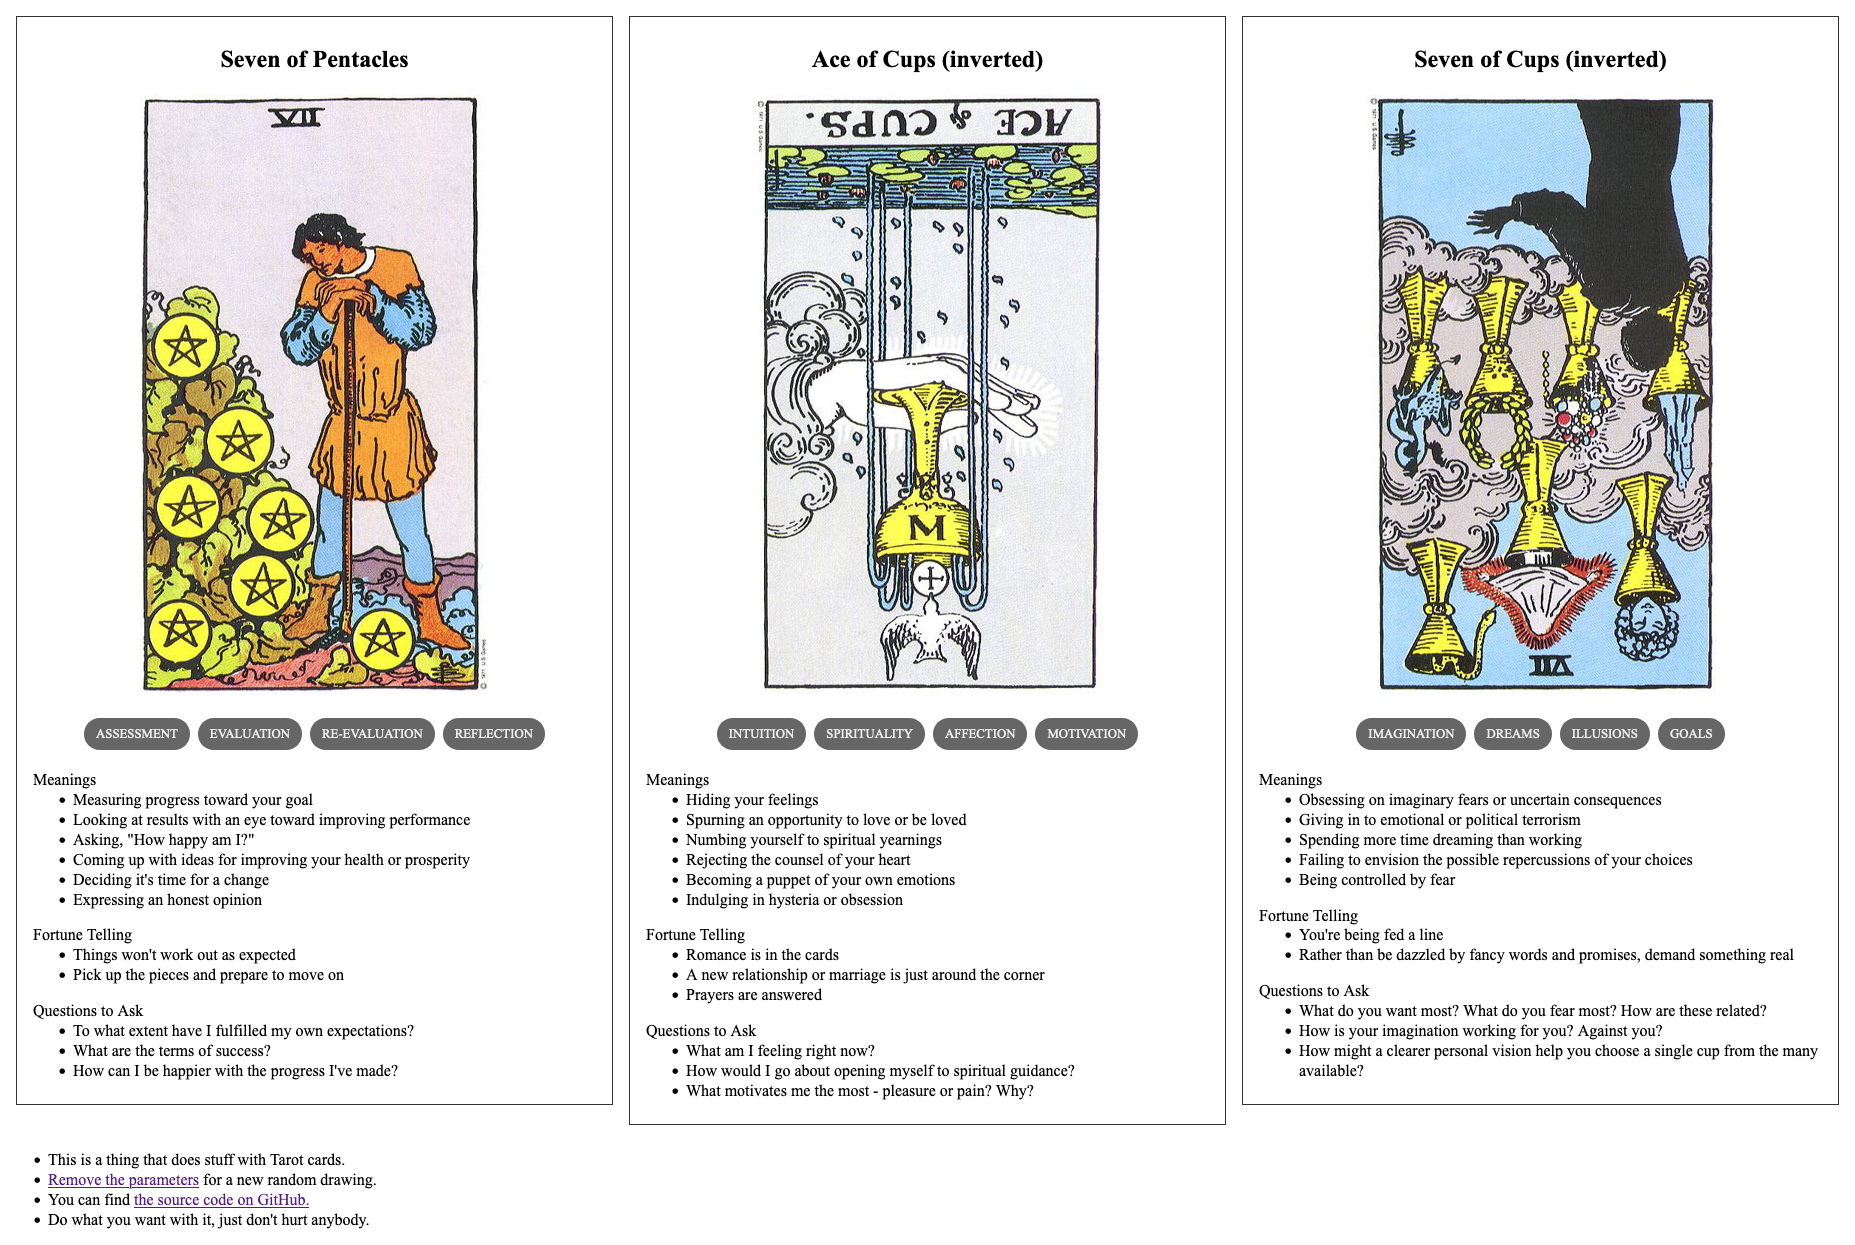 Seven of Pentacles
VII
© 1971 U.S. Games
ASSESSMENT
EVALUATION
RE-EVALUATION
REFLECTION
Meanings
Measuring progress toward your goal
Looking at results with an eye toward improving performance
Asking, "How happy am I?"
Coming up with ideas for improving your health or prosperity
Deciding it's time for a change
Expressing an honest opinion
Fortune Telling
Things won't work out as expected
Pick up the pieces and prepare to move on
Questions to Ask
To what extent have I fulfilled my own expectations?
What are the terms of success?
How can I be happier with the progress I've made?
Ace of Cups (inverted)
ACE of CUPS.
© 1971 U.S. Games
W
INTUITION
SPIRITUALITY
AFFECTION
MOTIVATION
Meanings
Hiding your feelings
Spurning an opportunity to love or be loved
Numbing yourself to spiritual yearnings
Rejecting the counsel of your heart
Becoming a puppet of your own emotions
Indulging in hysteria or obsession
Fortune Telling
Romance is in the cards
A new relationship or marriage is just around the corner
Prayers are answered
Questions to Ask
What am I feeling right now?
How would I go about opening myself to spiritual guidance?
What motivates me the most - pleasure or pain? Why?
Seven of Cups (inverted)
© 1971 U.S. Games
VII
IMAGINATION
DREAMS
ILLUSIONS
GOALS
Meanings
Obsessing on imaginary fears or uncertain consequences
Giving in to emotional or political terrorism
Spending more time dreaming than working
Failing to envision the possible repercussions of your choices
Being controlled by fear
Fortune Telling
You're being fed a line
Rather than be dazzled by fancy words and promises, demand something real
Questions to Ask
What do you want most? What do you fear most? How are these related?
How is your imagination working for you? Against you?
How might a clearer personal vision help you choose a single cup from the many
available?
This is a thing that does stuff with Tarot cards.
Remove the parameters for a new random drawing.
You can find the source code on GitHub.
Do what you want with it, just don't hurt anybody.